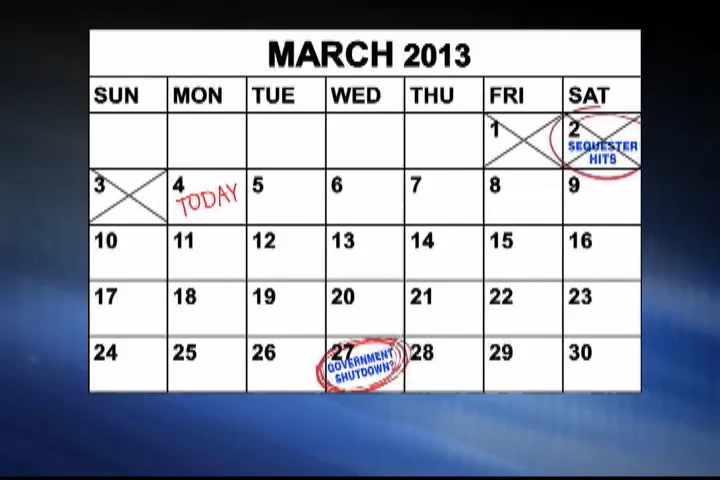 MARCH 2013
SUN MON TUE WED THU FRI SAT
1 2
SEQUESTER
HITS
3 4 5 6 7 8 9
TODAY
10 11 12 13 14 15 16
17 18 19 20 21 22 23
24 25 26 27 28 29 30
GOVERNMENT
SHUTDOWN?